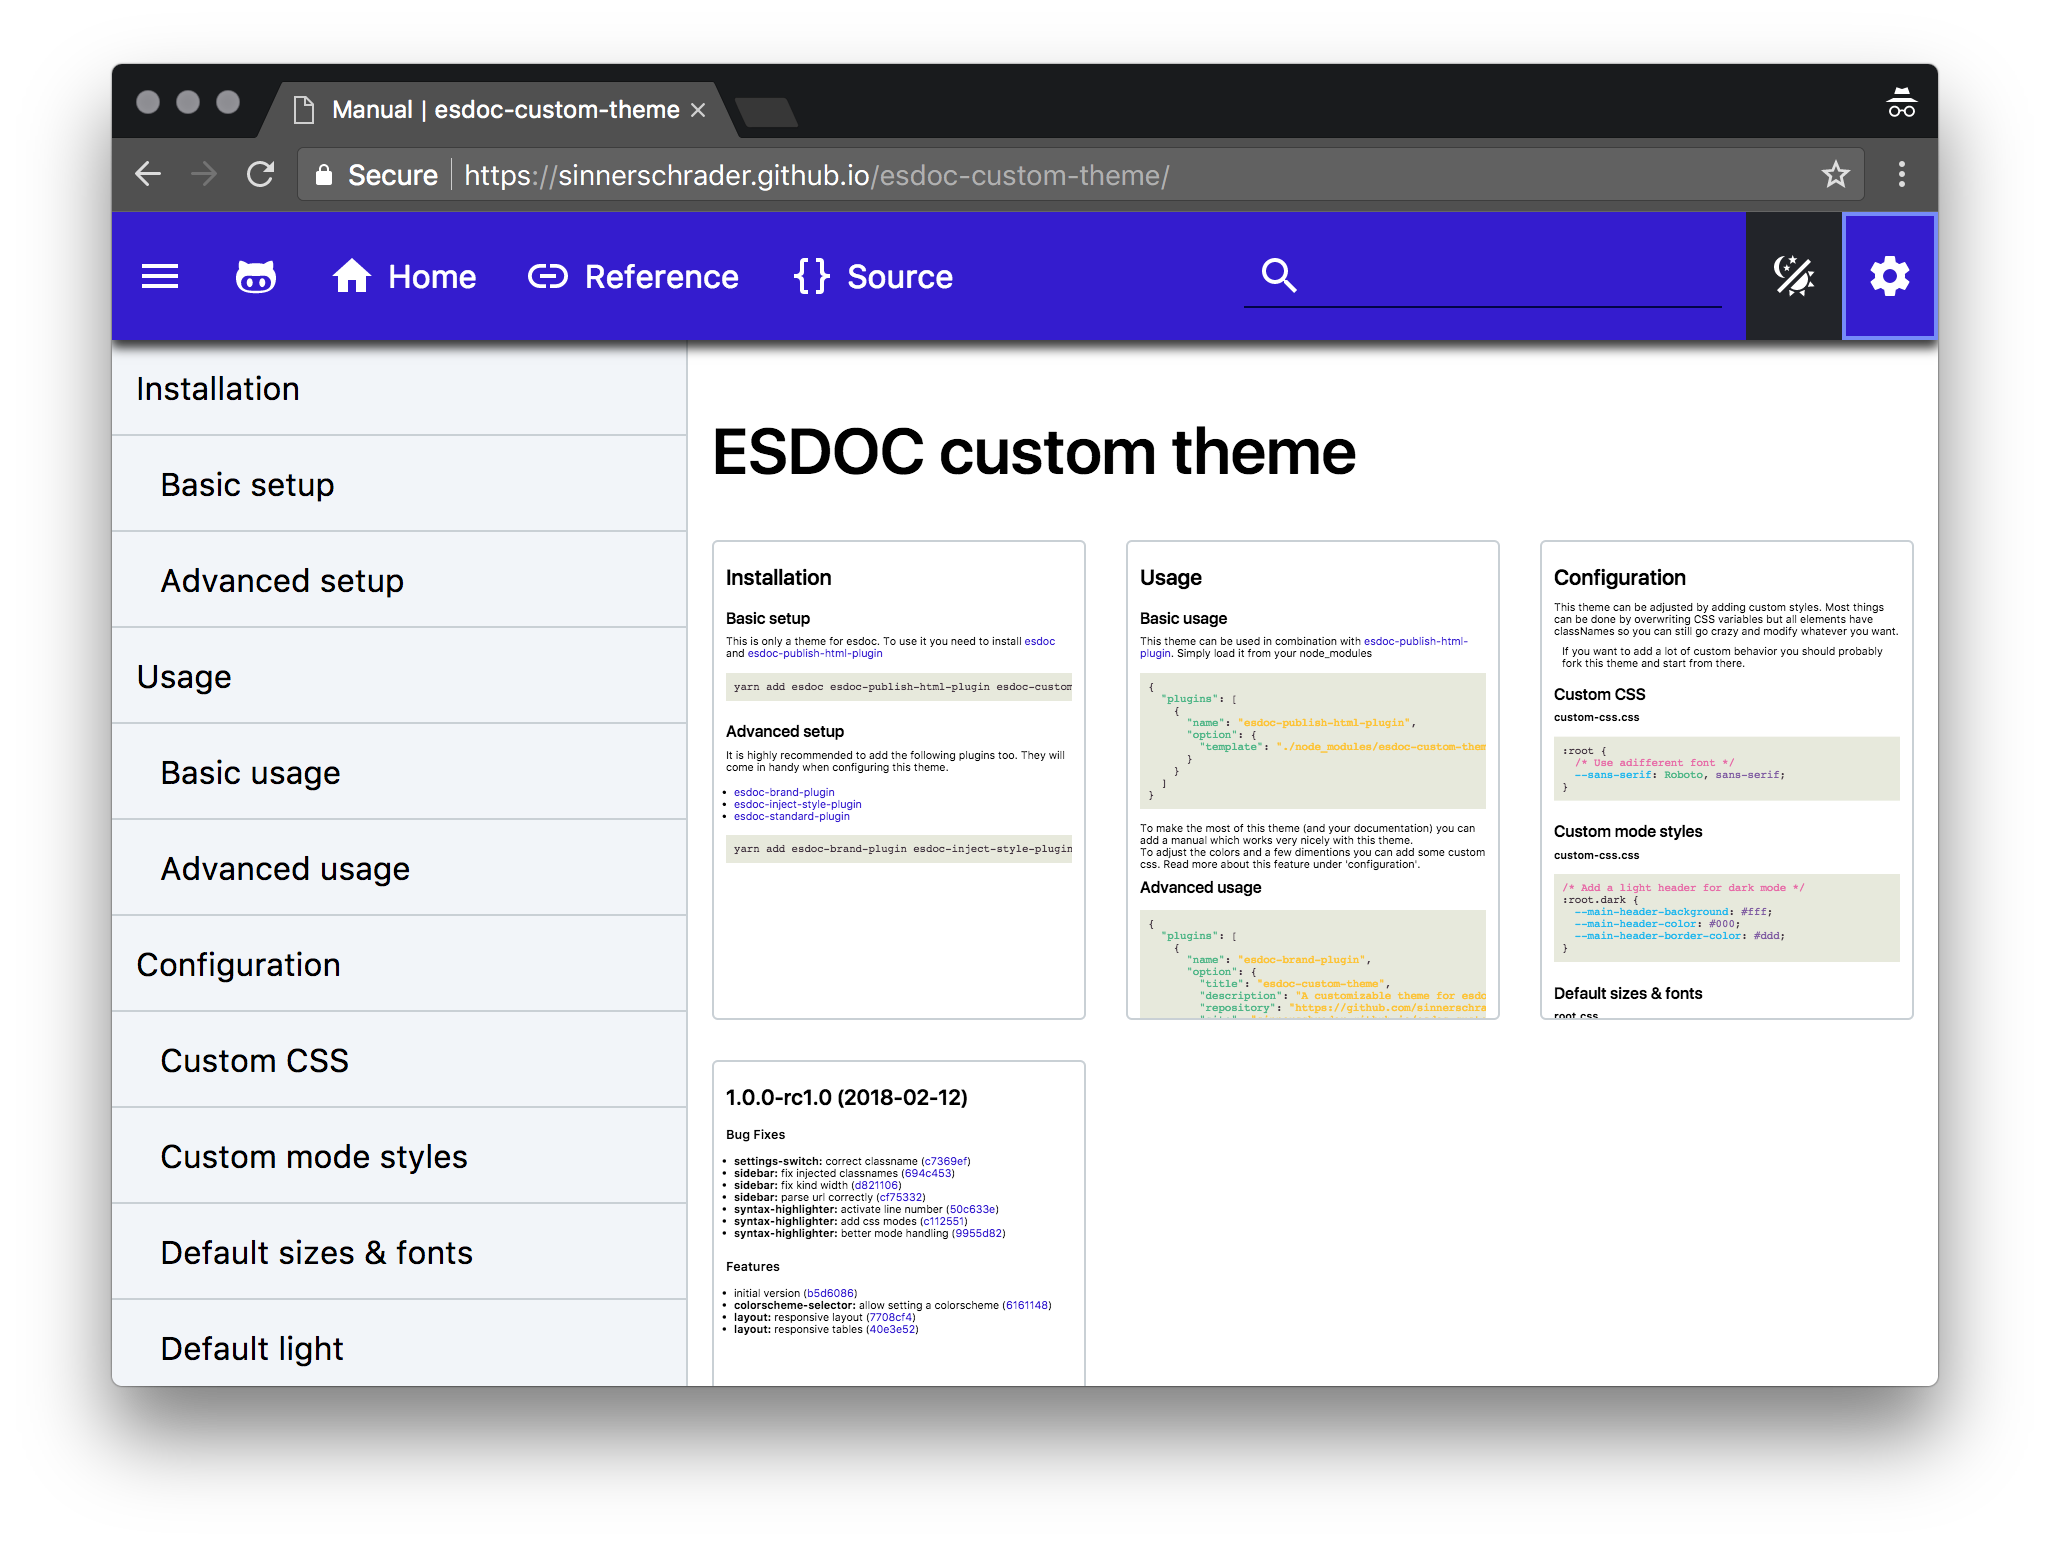 Manual | esdoc-custom-theme
Secure
https://sinnerschrader.github.io/esdoc-custom-theme/
Home
Reference
{} Source
Installation
Basic setup
Advanced setup
Usage
Basic usage
Advanced usage
Configuration
Custom CSS
Custom mode styles
Default sizes & fonts
Default light
ESDOC custom theme
Installation
Basic setup
This is only a theme for esdoc. To use it you need to install esdoc
and esdoc-publish-html-plugin
yarn add esdoc esdoc-publish-html-plugin esdoc-custom
Advanced setup
It is highly recommended to add the following plugins too. They will
come in handy when configuring this theme.
• esdoc-brand-plugin
• esdoc-inject-style-plugin
• esdoc-standard-plugin
yarn add esdoc-brand-plugin esdoc-inject-style-plugin
Usage
Basic usage
This theme can be used in combination with esdoc-publish-html-
plugin. Simply load it from your node_modules
{
"plugins": [
{
"name": "esdoc-publish-html-plugin",
"option": {
"template": "./node_modules/esdoc-custom-them
}
}
]
}
To make the most of this theme (and your documentation) you can
add a manual which works very nicely with this theme.
To adjust the colors and a few dimentions you can add some custom
css. Read more about this feature under 'configuration'.
Advanced usage
{
"plugins": [
{
"name": "esdoc-brand-plugin",
"option": {
"title": "esdoc-custom-theme",
"description": "A customizable theme for esdo
"repository": "https://github.com/sinnerschre
Configuration
This theme can be adjusted by adding custom styles. Most things
can be done by overwriting CSS variables but all elements have
classNames so you can still go crazy and modify whatever you want.
If you want to add a lot of custom behavior you should probably
fork this theme and start from there.
Custom CSS
custom-css.css
:root {
/* Use adifferent font */
--sans-serif: Roboto, sans-serif;
}
Custom mode styles
custom-css.css
/* Add a light header for dark mode */
:root.dark {
--main-header-background: #fff;
--main-header-color: #000;
--main-header-border-color: #ddd;
}
Default sizes & fonts
root.css
1.0.0-rc1.0 (2018-02-12)
Bug Fixes
• settings-switch: correct classname (c7369ef)
• sidebar: fix injected classnames (694c453)
• sidebar: fix kind width (d821106)
• sidebar: parse url correctly (cf75332)
• syntax-highlighter: activate line number (50c633e)
• syntax-highlighter: add css modes (c112551)
• syntax-highlighter: better mode handling (9955d82)
Features
• initial version (b5d6086)
• colorscheme-selector: allow setting a colorscheme (6161148)
• layout: responsive layout (7708cf4)
• layout: responsive tables (40e3e52)